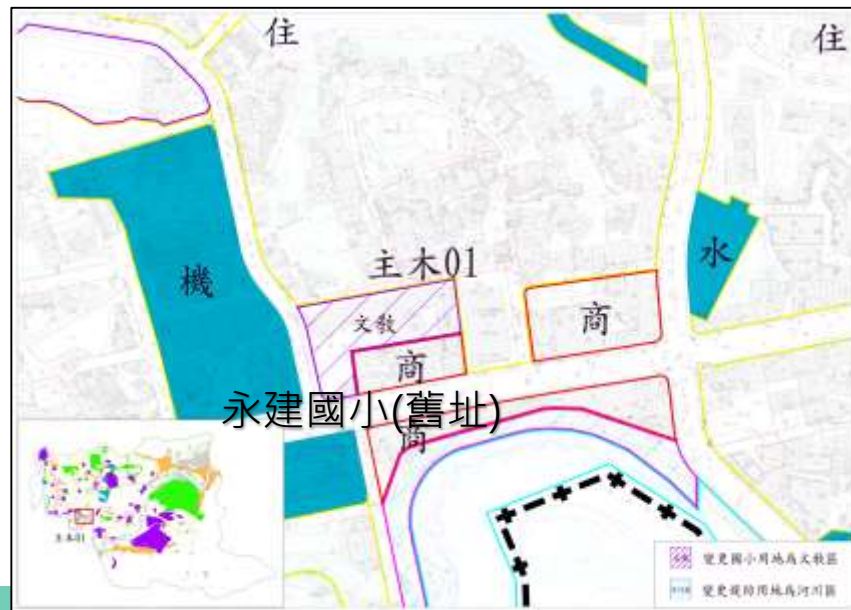 住
住
機
主木01
水
文教
商
商
永建國小(舊址)
商
主木01
變更國小用地為文教區
變更堤防用地為河川區